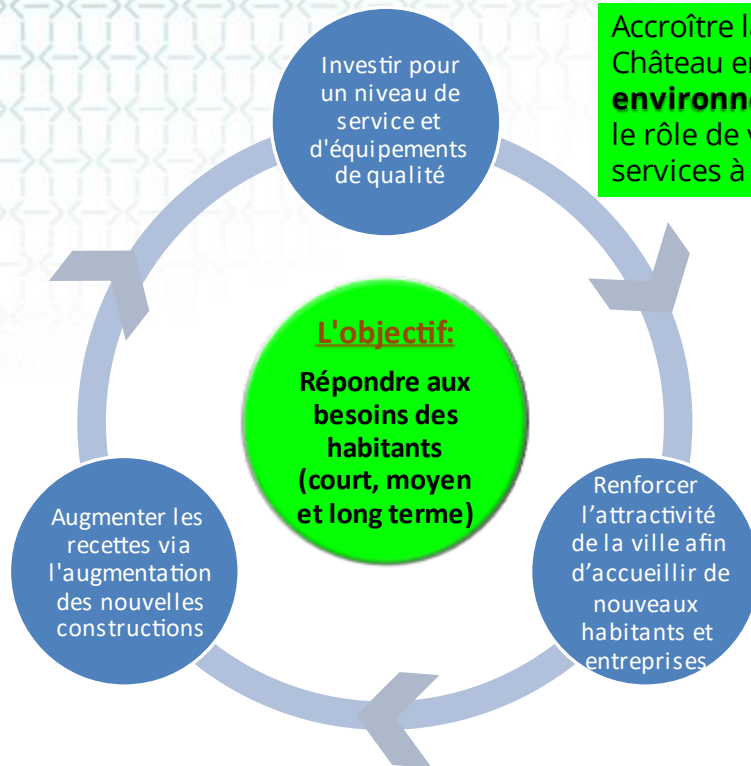 Investir pour
un niveau de
service et
d'équipements
de qualité
Accroître
Château
le rôle de
services à
L'objectif:
Répondre aux
besoins des
habitants
(court, moyen
et long terme)
Augmenter les
recettes via
l'augmentation
des nouvelles
constructions
Renforcer
l’attractivité
de la ville afin
d’accueillir de
nouveaux
habitants et
entreprises